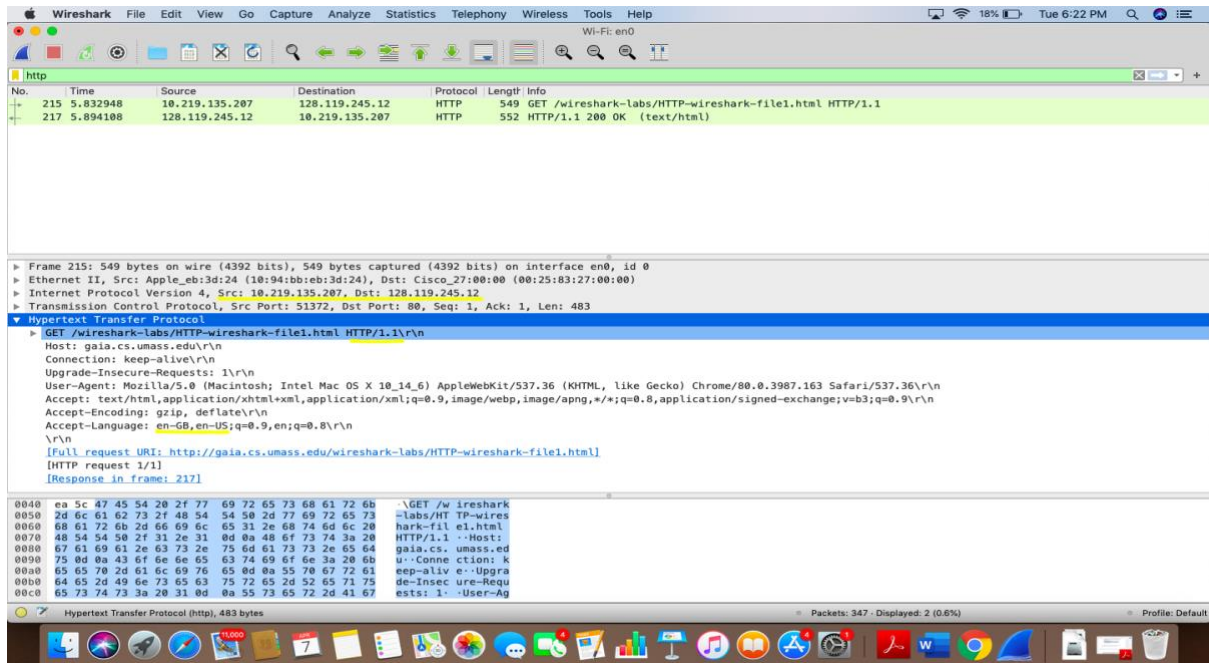 Wireshark File Edit View Go Capture Analyze Statistics Telephony Wireless Tools Help 18% Tue 6:22 PM
Wi-Fi: en0
http
No. Time Source Destination Protocol Length Info
215 5.832948 10.219.135.207 128.119.245.12 HTTP 549 GET /wireshark-labs/HTTP-wireshark-file1.html HTTP/1.1
217 5.894108 128.119.245.12 10.219.135.207 HTTP 552 HTTP/1.1 200 OK (text/html)
Frame 215: 549 bytes on wire (4392 bits), 549 bytes captured (4392 bits) on interface en0, id 0
Ethernet II, Src: Apple_eb:3d:24 (10:94:bb:eb:3d:24), Dst: Cisco_27:00:00 (00:25:83:27:00:00)
Internet Protocol Version 4, Src: 10.219.135.207, Dst: 128.119.245.12
Transmission Control Protocol, Src Port: 51372, Dst Port: 80, Seq: 1, Ack: 1, Len: 483
Hypertext Transfer Protocol
GET /wireshark-labs/HTTP-wireshark-file1.html HTTP/1.1\r\n
Host: gaia.cs.umass.edu\r\n
Connection: keep-alive\r\n
Upgrade-Insecure-Requests: 1\r\n
User-Agent: Mozilla/5.0 (Macintosh; Intel Mac OS X 10_14_6) AppleWebKit/537.36 (KHTML, like Gecko) Chrome/80.0.3987.163 Safari/537.36\r\n
Accept: text/html,application/xhtml+xml,application/xml;q=0.9,image/webp,image/apng,*/*;q=0.8,application/signed-exchange;v=b3;q=0.9\r\n
Accept-Encoding: gzip, deflate\r\n
Accept-Language: en-GB,en-US;q=0.9,en;q=0.8\r\n
\r\n
[Full request URI: http://gaia.cs.umass.edu/wireshark-labs/HTTP-wireshark-file1.html]
[HTTP request 1/1]
[Response in frame: 217]
0040 ea 5c 47 45 54 20 2f 77 69 72 65 73 68 61 72 6b ·\GET /w ireshark
0050 2d 6c 61 62 73 2f 48 54 54 50 2d 77 69 72 65 73 -labs/HT TP-wires
0060 68 61 72 6b 2d 66 69 6c 65 31 2e 68 74 6d 6c 20 hark-fil e1.html
0070 48 54 54 50 2f 31 2e 31 0d 0a 48 6f 73 74 3a 20 HTTP/1.1 ··Host:
0080 67 61 69 61 2e 63 73 2e 75 6d 61 73 73 2e 65 64 gaia.cs. umass.ed
0090 75 0d 0a 43 6f 6e 6e 65 63 74 69 6f 6e 3a 20 6b u··Conne ction: k
00a0 65 65 70 2d 61 6c 69 76 65 0d 0a 55 70 67 72 61 eep-aliv e··Upgra
00b0 64 65 2d 49 6e 73 65 63 75 72 65 2d 52 65 71 75 de-Insec ure-Requ
00c0 65 73 74 73 3a 20 31 0d 0a 55 73 65 72 2d 41 67 ests: 1· ·User-Ag
Hypertext Transfer Protocol (http), 483 bytes Packets: 347 · Displayed: 2 (0.6%) Profile: Default
11,000 7 4 4 1